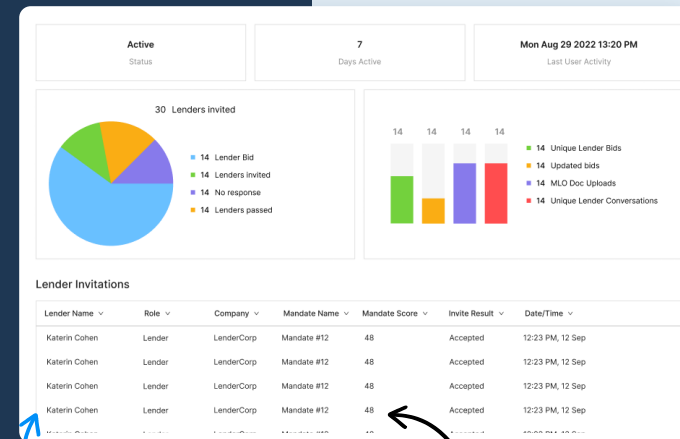 Active
Status
7
Days Active
Mon Aug 29 2022 13:20 PM
Last User Activity
30 Lenders invited
14 Lender Bid
14 Lenders invited
14 No response
14 Lenders passed
14 14 14 14
14 Unique Lender Bids
14 Updated bids
14 MLO Doc Uploads
14 Unique Lender Conversations
Lender Invitations
Lender Name Role Company Mandate Name Mandate Score Invite Result Date/Time
Katerin Cohen Lender LenderCorp Mandate #12 48 Accepted 12:23 PM, 12 Sep
Katerin Cohen Lender LenderCorp Mandate #12 48 Accepted 12:23 PM, 12 Sep
Katerin Cohen Lender LenderCorp Mandate #12 48 Accepted 12:23 PM, 12 Sep
Katerin Cohen Lender LenderCorp Mandate #12 48 Accepted 12:23 PM, 12 Sep